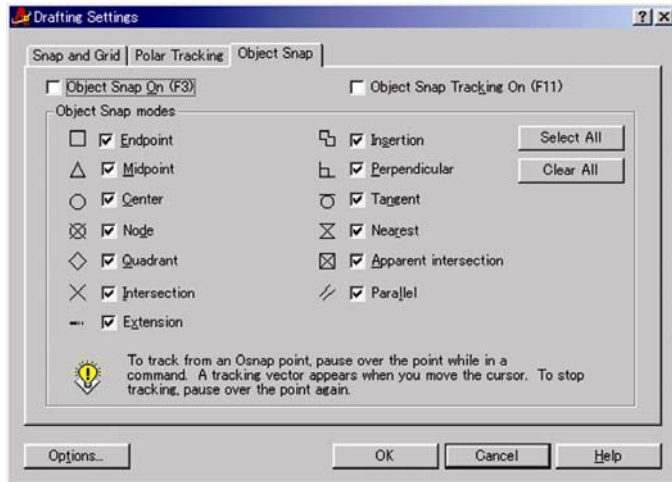 Drafting Settings
Snap and Grid Polar Tracking Object Snap
Object Snap On (F3) Object Snap Tracking On (F11)
Object Snap modes
Endpoint Insertion Select All
Midpoint Perpendicular Clear All
Center Tangent
Node Nearest
Quadrant Apparent intersection
Intersection Parallel
Extension
To track from an Osnap point, pause over the point while in a
command. A tracking vector appears when you move the cursor. To stop
tracking, pause over the point again.
Options... OK Cancel Help